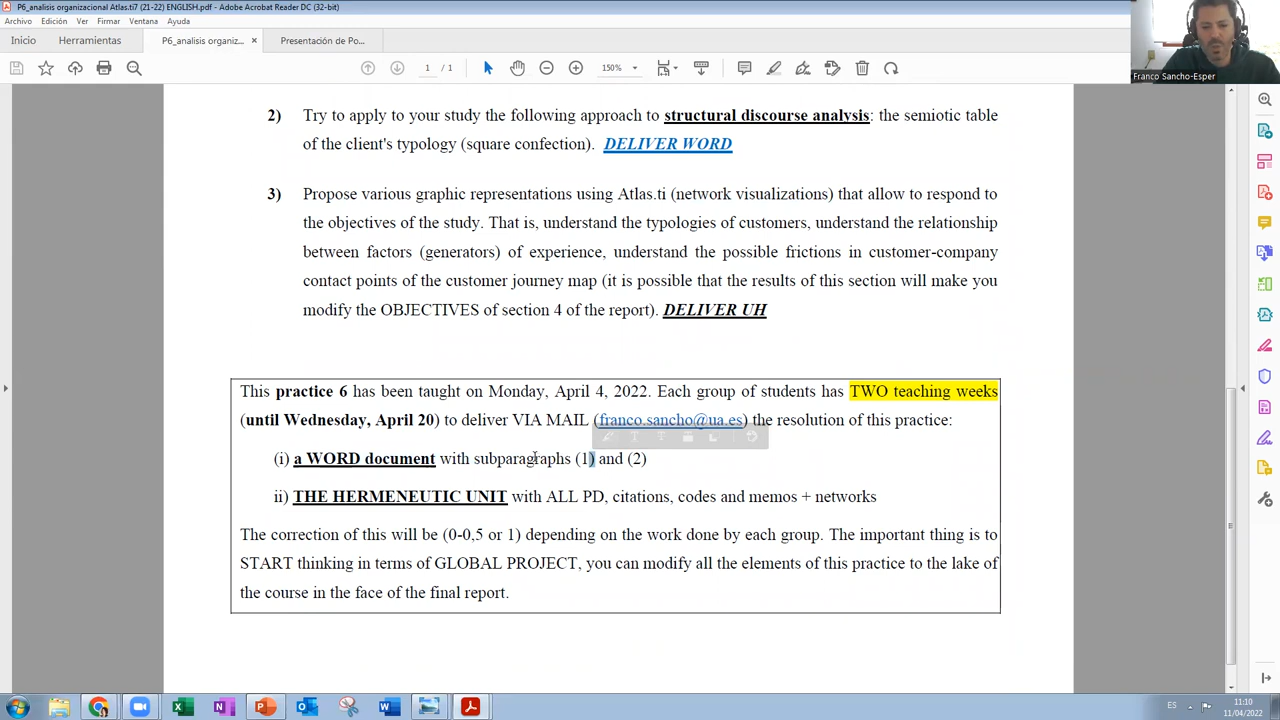 P6_analisis organizacional Atlas.ti7 (21-22) ENGLISH.pdf - Adobe Acrobat Reader DC (32-bit)
Archivo Edición Ver Firmar Ventana Ayuda
Inicio Herramientas P6_analisis organiz... × Presentación de Po...
1 / 1 150%
Franco Sancho-Esper
2) Try to apply to your study the following approach to structural discourse analysis: the semiotic table
of the client's typology (square confection). DELIVER WORD
3) Propose various graphic representations using Atlas.ti (network visualizations) that allow to respond to
the objectives of the study. That is, understand the typologies of customers, understand the relationship
between factors (generators) of experience, understand the possible frictions in customer-company
contact points of the customer journey map (it is possible that the results of this section will make you
modify the OBJECTIVES of section 4 of the report). DELIVER UH
This practice 6 has been taught on Monday, April 4, 2022. Each group of students has TWO teaching weeks
(until Wednesday, April 20) to deliver VIA MAIL (franco.sancho@ua.es) the resolution of this practice:
(i) a WORD document with subparagraphs (1) and (2)
ii) THE HERMENEUTIC UNIT with ALL PD, citations, codes and memos + networks
The correction of this will be (0-0,5 or 1) depending on the work done by each group. The important thing is to
START thinking in terms of GLOBAL PROJECT, you can modify all the elements of this practice to the lake of
the course in the face of the final report.
ES 11:10
11/04/2022